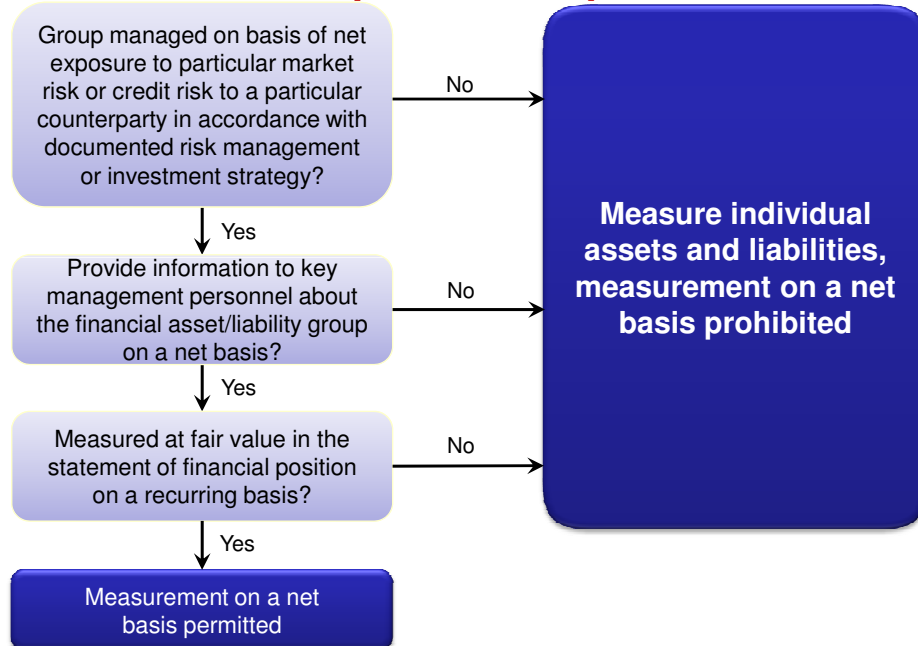 Group managed on basis of net
exposure to particular market
risk or credit risk to a particular
counterparty in accordance with
documented risk management
or investment strategy?
No
Yes
Measure individual
assets and liabilities,
measurement on a net
basis prohibited
Provide information to key
management personnel about
the financial asset/liability group
on a net basis?
No
Yes
Measured at fair value in the
statement of financial position
on a recurring basis?
No
Yes
Measurement on a net
basis permitted